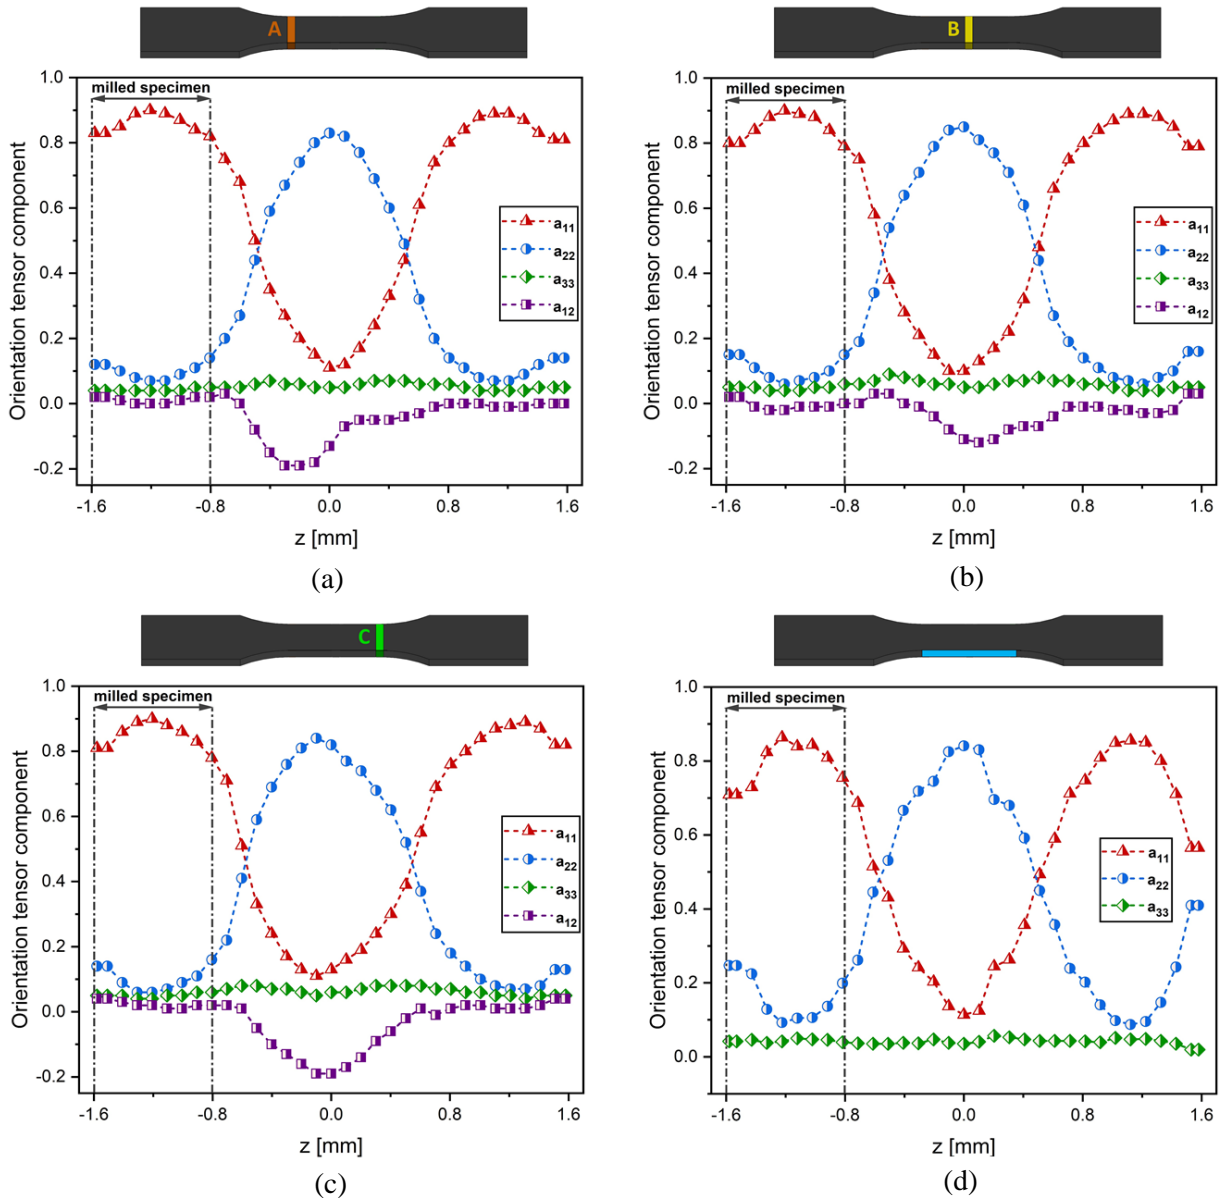 A
milled specimen
1.0
0.8
0.6
0.4
0.2
0.0
-0.2
Orientation tensor component
a11
a22
a33
a12
-1.6 -0.8 0.0 0.8 1.6
z [mm]
(a)
B
milled specimen
1.0
0.8
0.6
0.4
0.2
0.0
-0.2
Orientation tensor component
a11
a22
a33
a12
-1.6 -0.8 0.0 0.8 1.6
z [mm]
(b)
C
milled specimen
1.0
0.8
0.6
0.4
0.2
0.0
-0.2
Orientation tensor component
a11
a22
a33
a12
-1.6 -0.8 0.0 0.8 1.6
z [mm]
(c)
milled specimen
1.0
0.8
0.6
0.4
0.2
0.0
Orientation tensor component
a11
a22
a33
-1.6 -0.8 0.0 0.8 1.6
z [mm]
(d)